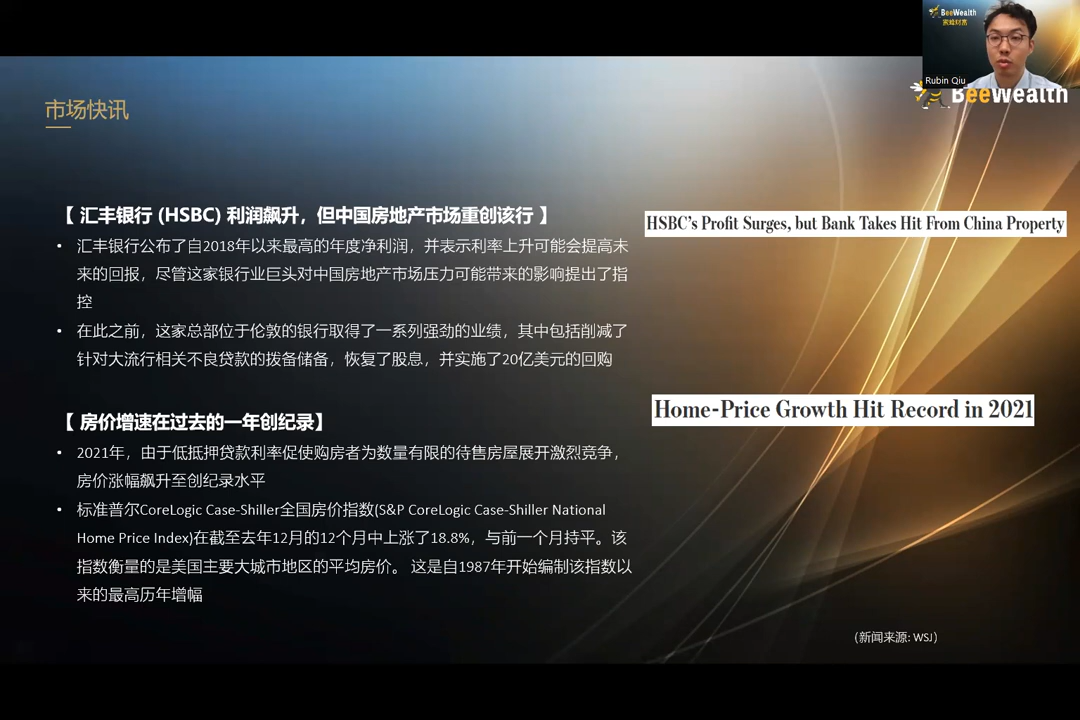 BeeWealth
蜜蜂财富
Rubin Qiu
BeeWealth
市场快讯
【 汇丰银行 (HSBC) 利润飙升，但中国房地产市场重创该行 】
• 汇丰银行公布了自2018年以来最高的年度净利润，并表示利率上升可能会提高未
来的回报，尽管这家银行业巨头对中国房地产市场压力可能带来的影响提出了指
控
• 在此之前，这家总部位于伦敦的银行取得了一系列强劲的业绩，其中包括削减了
针对大流行相关不良贷款的拨备储备，恢复了股息，并实施了20亿美元的回购
HSBC’s Profit Surges, but Bank Takes Hit From China Property
【 房价增速在过去的一年创纪录】
• 2021年，由于低抵押贷款利率促使购房者为数量有限的待售房屋展开激烈竞争，
房价涨幅飙升至创纪录水平
• 标准普尔CoreLogic Case-Shiller全国房价指数(S&P CoreLogic Case-Shiller National
Home Price Index)在截至去年12月的12个月中上涨了18.8%，与前一个月持平。该
指数衡量的是美国主要大城市地区的平均房价。 这是自1987年开始编制该指数以
来的最高历年增幅
Home-Price Growth Hit Record in 2021
（新闻来源: WSJ）